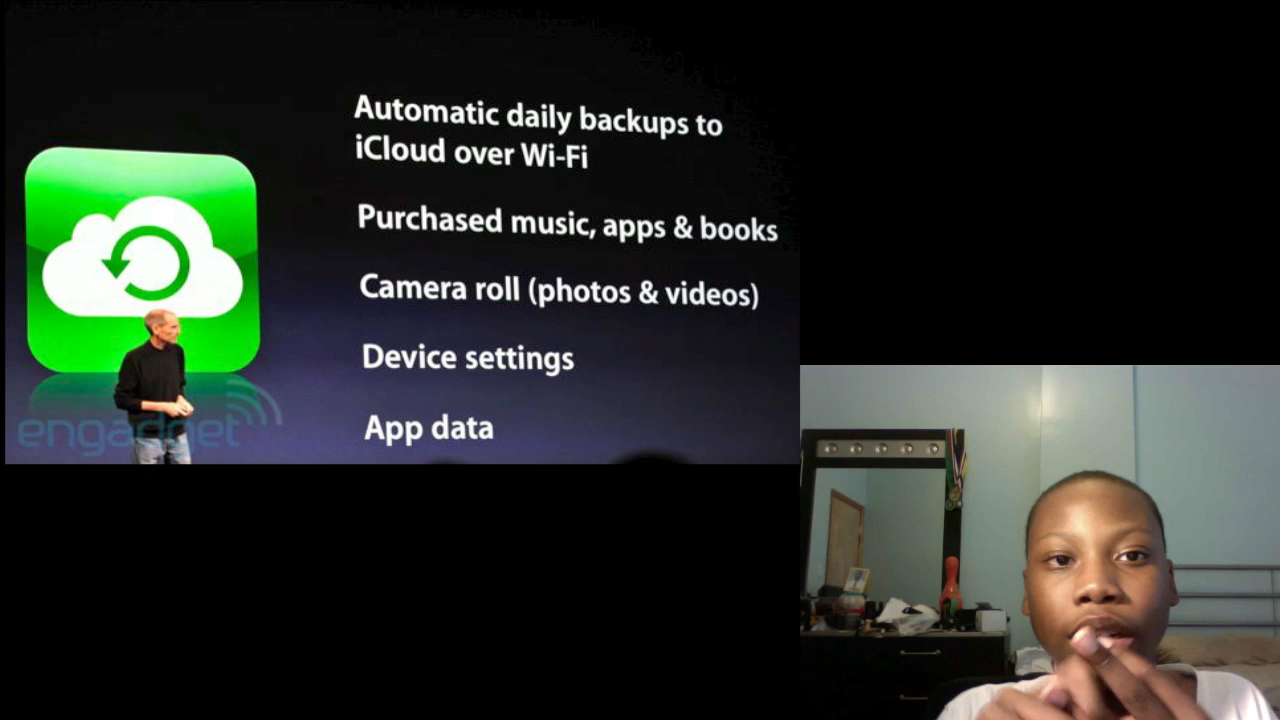 Automatic daily backups to
iCloud over Wi-Fi
Purchased music, apps & books
Camera roll (photos & videos)
Device settings
App data
engadget